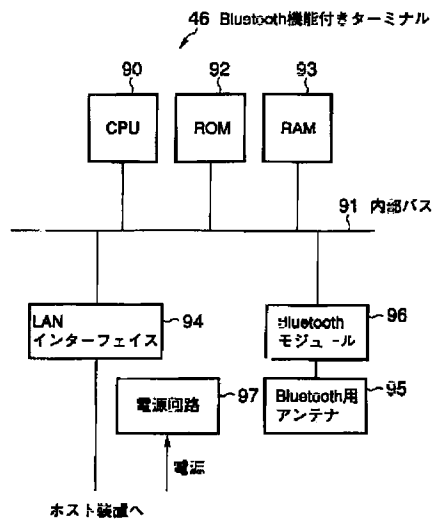 46 Bluetooth機能付きターミナル
90 92 93
CPU ROM RAM
91 内部バス
LAN
インターフェイス
94
Bluetooth
モジュール
96
電源回路
97
Bluetooth用
アンテナ
95
電源
ホスト装置へ